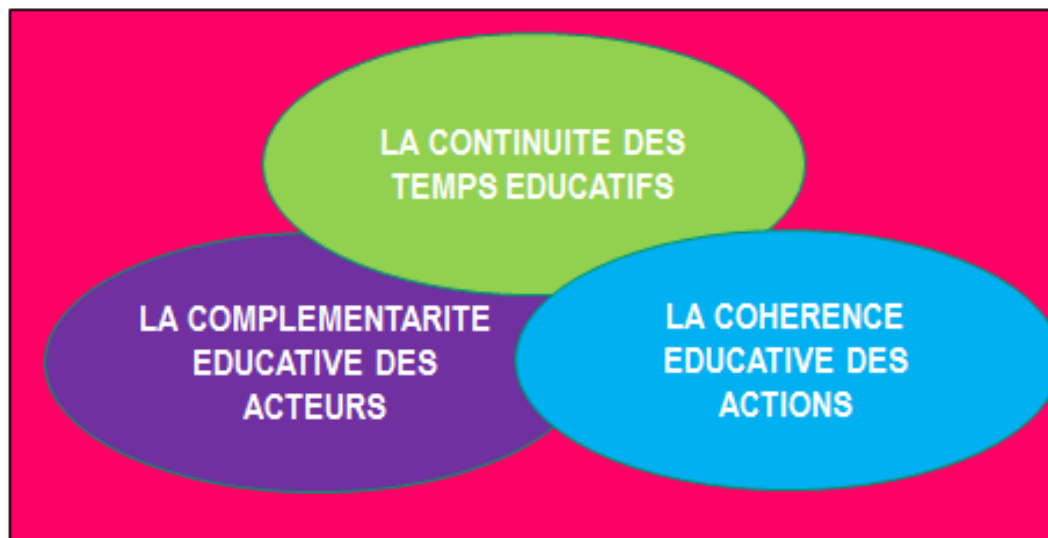 LA CONTINUITE DES
TEMPS EDUCATIFS
LA COMPLEMENTARITE
EDUCATIVE DES
ACTEURS
LA COHERENCE
EDUCATIVE DES
ACTIONS